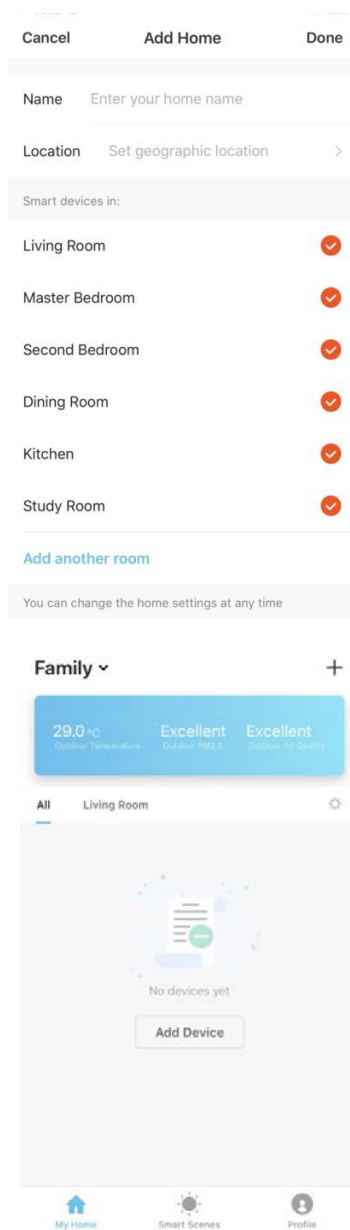 Cancel Add Home Done
Name Enter your home name
Location Set geographic location
Smart devices in:
Living Room
Master Bedroom
Second Bedroom
Dining Room
Kitchen
Study Room
Add another room
You can change the home settings at any time
Family
29.0 °C Excellent Excellent
Outdoor Temperature Outdoor PM2.5 Outdoor Air Quality
All Living Room
No devices yet
Add Device
My Home Smart Scenes Profile